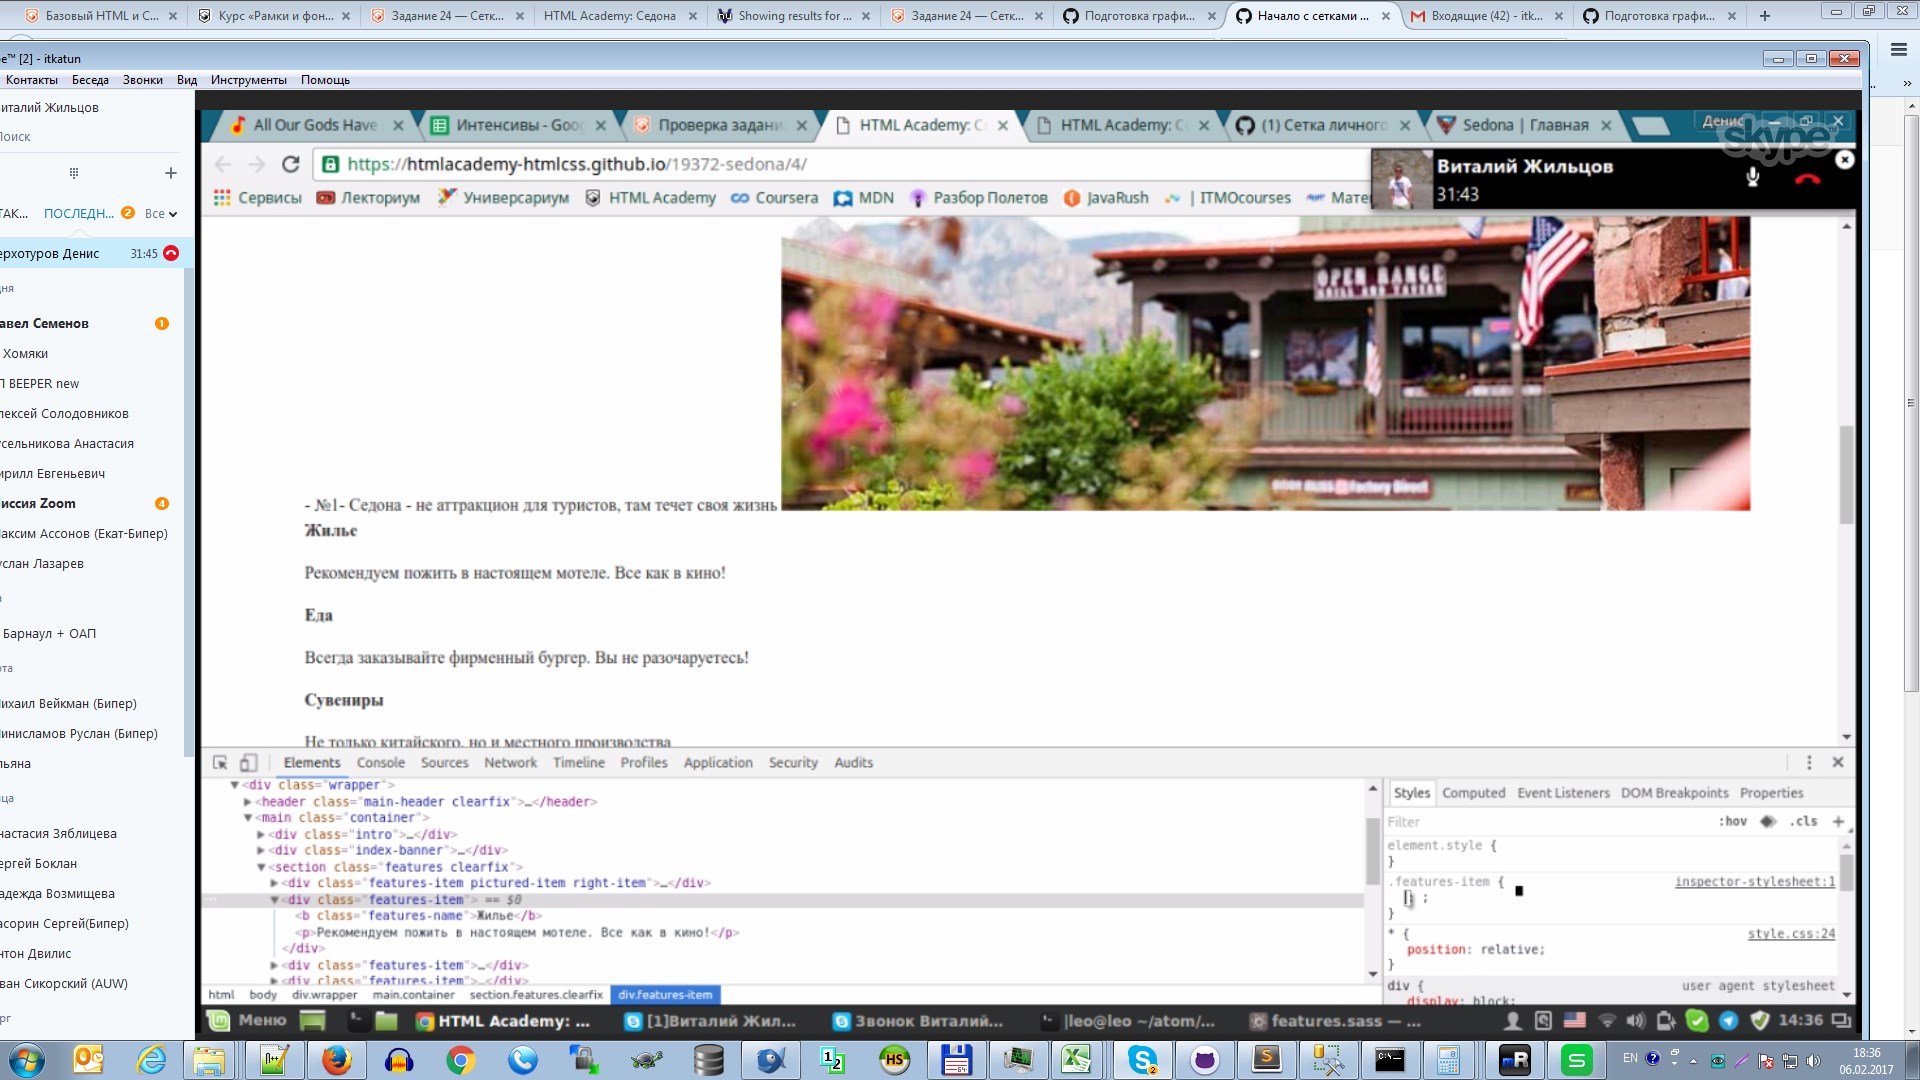 Базовый HTML и С...
Курс «Рамки и фон...
Задание 24 — Сетк...
HTML Academy: Седона
Showing results for ...
Задание 24 — Сетк...
Подготовка графи...
Начало с сетками ...
Входящие (42) - itk...
Подготовка графи...
е™ [2] - itkatun
Контакты Беседа Звонки Вид Инструменты Помощь
италий Жильцов
Поиск
ТАК... ПОСЛЕДН... 2 Все
ерхотуров Денис 31:45
дня
авел Семенов 1
Хомяки
П BEEPER new
лексей Солодовников
усельникова Анастасия
ирилл Евгеньевич
иссия Zoom 4
аксим Ассонов (Екат-Бипер)
услан Лазарев
а
Барнаул + ОАП
ота
ихаил Вейкман (Бипер)
инисламов Руслан (Бипер)
льяна
ица
настасия Зяблицева
ергей Боклан
адежда Возмищева
асорин Сергей(Бипер)
нтон Двилис
ван Сикорский (AUW)
рг
All Our Gods Have
Интенсивы - Goo
Проверка задани
HTML Academy: С
HTML Academy: С
(1) Сетка личного
Sedona | Главная
Денис
skype™
https://htmlacademy-htmlcss.github.io/19372-sedona/4/
Виталий Жильцов
31:43
Сервисы Лекториум Универсариум HTML Academy Coursera MDN Разбор Полетов JavaRush | ITMOcourses Мате
OPEN RANGE
GRILL AND TAVERN
Factory Direct
- №1- Седона - не аттракцион для туристов, там течет своя жизнь
Жилье
Рекомендуем пожить в настоящем мотеле. Все как в кино!
Еда
Всегда заказывайте фирменный бургер. Вы не разочаруетесь!
Сувениры
Не только китайского, но и местного производства
Elements Console Sources Network Timeline Profiles Application Security Audits
<div class="wrapper">
<header class="main-header clearfix">…</header>
<main class="container">
<div class="intro">…</div>
<div class="index-banner">…</div>
<section class="features clearfix">
<div class="features-item pictured-item right-item">…</div>
<div class="features-item"> == $0
<b class="features-name">Жилье</b>
<p>Рекомендуем пожить в настоящем мотеле. Все как в кино!</p>
</div>
<div class="features-item">…</div>
<div class="features-item">…</div>
html body div.wrapper main.container section.features.clearfix div.features-item
Styles Computed Event Listeners DOM Breakpoints Properties
Filter :hov .cls +
element.style {
}
.features-item { inspector-stylesheet:1
: ;
}
* { style.css:24
position: relative;
}
div { user agent stylesheet
display: block;
Меню
HTML Academy: ...
[1]Виталий Жил...
Звонок Виталий...
|leo@leo ~/atom/...
features.sass — ...
14:36
EN
18:36
06.02.2017